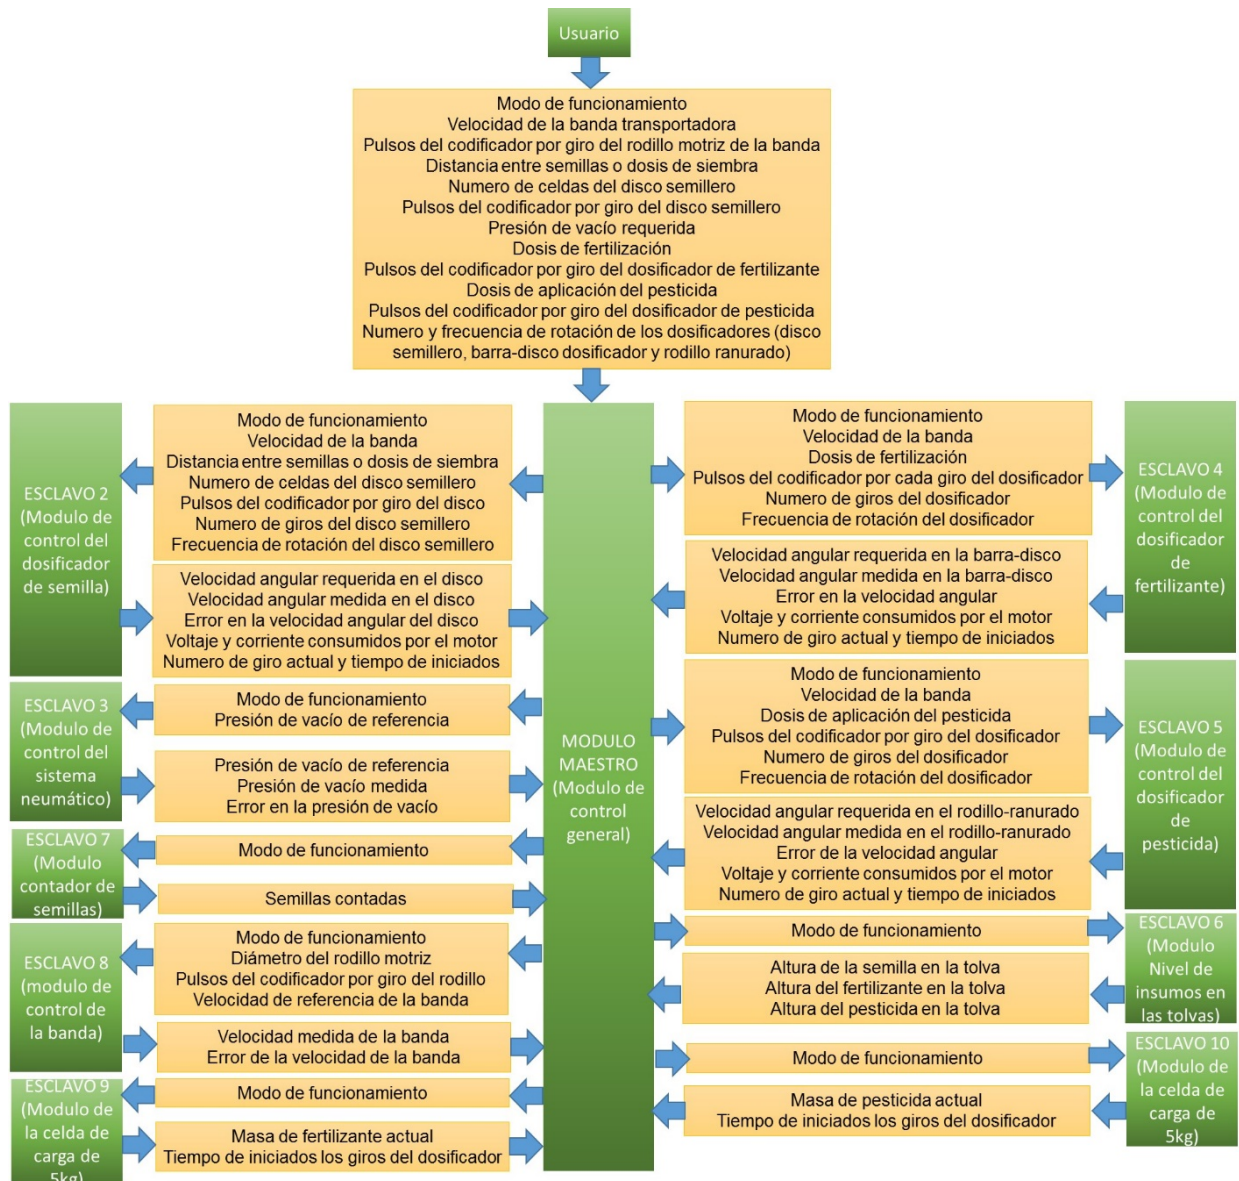 Usuario
Modo de funcionamiento
Velocidad de la banda transportadora
Pulsos del codificador por giro del rodillo motriz de la banda
Distancia entre semillas o dosis de siembra
Numero de celdas del disco semillero
Pulsos del codificador por giro del disco semillero
Presión de vacío requerida
Dosis de fertilización
Pulsos del codificador por giro del dosificador de fertilizante
Dosis de aplicación del pesticida
Pulsos del codificador por giro del dosificador de pesticida
Numero y frecuencia de rotación de los dosificadores (disco
semillero, barra-disco dosificador y rodillo ranurado)
ESCLAVO 2
(Modulo de
control del
dosificador
de semilla)
Modo de funcionamiento
Velocidad de la banda
Distancia entre semillas o dosis de siembra
Numero de celdas del disco semillero
Pulsos del codificador por giro del disco
Numero de giros del disco semillero
Frecuencia de rotación del disco semillero
Velocidad angular requerida en el disco
Velocidad angular medida en el disco
Error en la velocidad angular del disco
Voltaje y corriente consumidos por el motor
Numero de giro actual y tiempo de iniciados
ESCLAVO 3
(Modulo de
control del
sistema
neumático)
Modo de funcionamiento
Presión de vacío de referencia
Presión de vacío de referencia
Presión de vacío medida
Error en la presión de vacío
ESCLAVO 7
(Modulo
contador de
semillas)
Modo de funcionamiento
Semillas contadas
ESCLAVO 8
(modulo de
control de
la banda)
Modo de funcionamiento
Diámetro del rodillo motriz
Pulsos del codificador por giro del rodillo
Velocidad de referencia de la banda
Velocidad medida de la banda
Error de la velocidad de la banda
ESCLAVO 9
(Modulo de
la celda de
carga de
5kg)
Modo de funcionamiento
Masa de fertilizante actual
Tiempo de iniciados los giros del dosificador
MODULO
MAESTRO
(Modulo de
control
general)
Modo de funcionamiento
Velocidad de la banda
Dosis de fertilización
Pulsos del codificador por cada giro del dosificador
Numero de giros del dosificador
Frecuencia de rotación del dosificador
Velocidad angular requerida en la barra-disco
Velocidad angular medida en la barra-disco
Error en la velocidad angular
Voltaje y corriente consumidos por el motor
Numero de giro actual y tiempo de iniciados
ESCLAVO 4
(Modulo de
control del
dosificador
de
fertilizante)
Modo de funcionamiento
Velocidad de la banda
Dosis de aplicación del pesticida
Pulsos del codificador por giro del dosificador
Numero de giros del dosificador
Frecuencia de rotación del dosificador
Velocidad angular requerida en el rodillo-ranurado
Velocidad angular medida en el rodillo-ranurado
Error de la velocidad angular
Voltaje y corriente consumidos por el motor
Numero de giro actual y tiempo de iniciados
ESCLAVO 5
(Modulo de
control del
dosificador
de
pesticida)
Modo de funcionamiento
Altura de la semilla en la tolva
Altura del fertilizante en la tolva
Altura del pesticida en la tolva
ESCLAVO 6
(Modulo
Nivel de
insumos en
las tolvas)
Modo de funcionamiento
Masa de pesticida actual
Tiempo de iniciados los giros del dosificador
ESCLAVO 10
(Modulo de
la celda de
carga de
5kg)